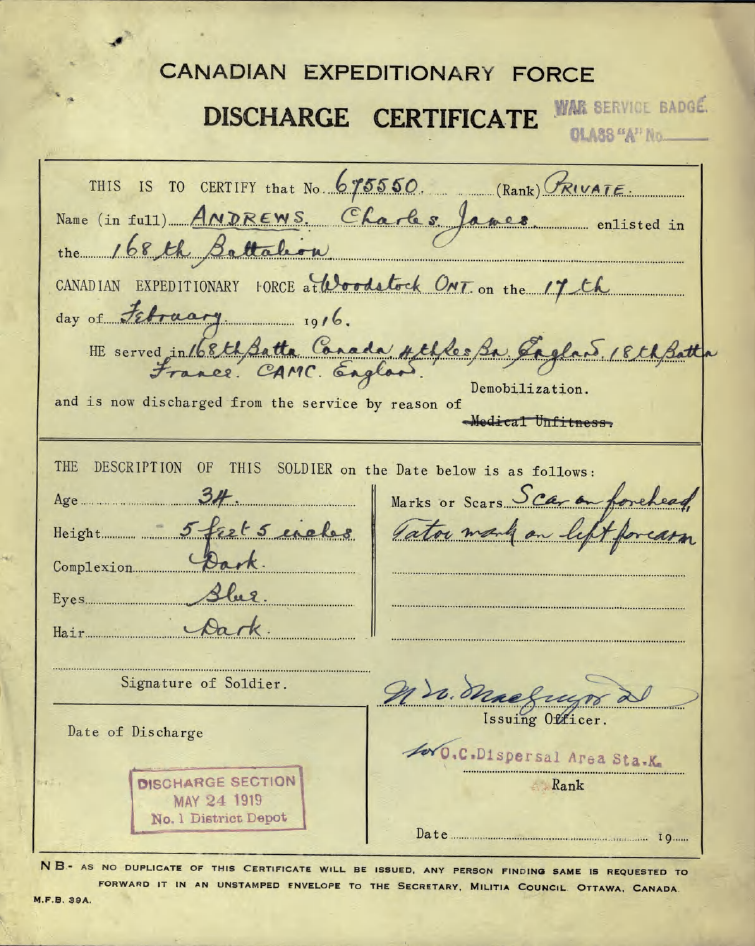 CANADIAN EXPEDITIONARY FORCE
DISCHARGE CERTIFICATE
WAR SERVICE BADGE.
CLASS "A" No
THIS IS TO CERTIFY that No. 675550. (Rank) PRIVATE.
Name (in full) ANDREWS. Charles James. enlisted in
the 168th Battalion
CANADIAN EXPEDITIONARY FORCE at Woodstock ONT. on the 17th
day of February. 1916.
HE served in 168th Battn Canada, 4th Res Bn England, 18th Battn
France. CAMC. England.
Demobilization.
and is now discharged from the service by reason of
Medical Unfitness.
THE DESCRIPTION OF THIS SOLDIER on the Date below is as follows:
Age 34.
Height 5 feet 5 inches
Complexion Dark.
Eyes Blue.
Hair Dark.
Marks or Scars Scar on forehead,
Tatoo mark on left forearm
Signature of Soldier.
Issuing Officer.
for O.C. Dispersal Area Sta. K.
Rank
Date of Discharge
DISCHARGE SECTION
MAY 24 1919
No. 1 District Depot
Date 19
NB- AS NO DUPLICATE OF THIS CERTIFICATE WILL BE ISSUED, ANY PERSON FINDING SAME IS REQUESTED TO
FORWARD IT IN AN UNSTAMPED ENVELOPE TO THE SECRETARY, MILITIA COUNCIL OTTAWA, CANADA
M.F.B. 39A.